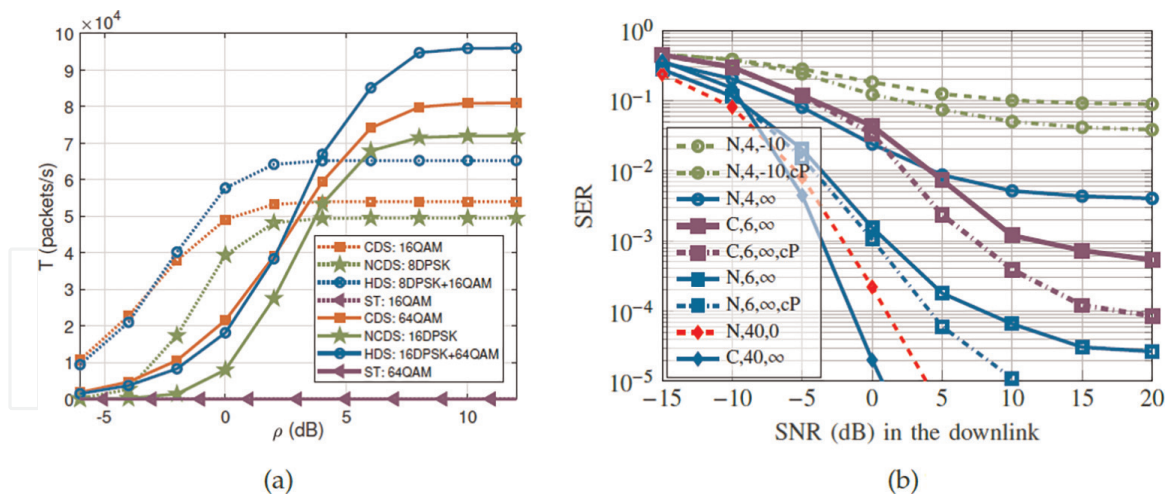 ×10⁴
10
9
8
7
6
5
4
3
2
1
0
T (packets/s)
-5
0
5
10
ρ (dB)
CDS: 16QAM
NCDS: 8DPSK
HDS: 8DPSK+16QAM
ST: 16QAM
CDS: 64QAM
NCDS: 16DPSK
HDS: 16DPSK+64QAM
ST: 64QAM
(a)
10⁰
10⁻¹
10⁻²
10⁻³
10⁻⁴
10⁻⁵
SER
N,4,-10
N,4,-10,cP
N,4,∞
C,6,∞
C,6,∞,cP
N,6,∞
N,6,∞,cP
N,40,0
C,40,∞
−15
−10
−5
0
5
10
15
20
SNR (dB) in the downlink
(b)